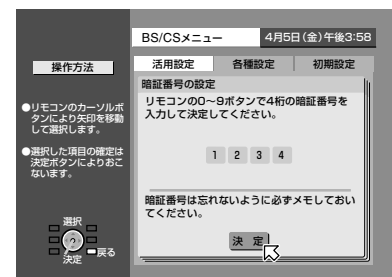 BS/CSメニュー
4月5日(金)午後3:58
操作方法
活用設定
各種設定
初期設定
暗証番号の設定
リモコンの0～9ボタンで4桁の暗証番号を
入力して決定してください。
●リモコンのカーソルボ
タンにより矢印を移動
して選択します。
●選択した項目の確定は
決定ボタンによりおこ
ないます。
1 2 3 4
暗証番号は忘れないように必ずメモしておい
てください。
決 定
選択
戻る
決定